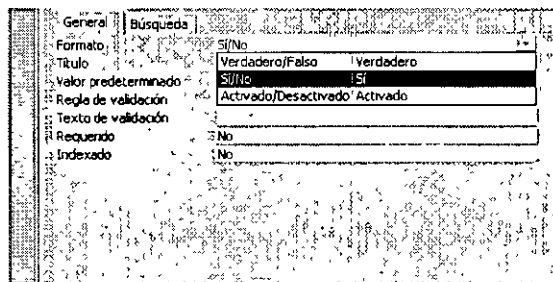 General Búsqueda
Formato Sí/No
Título Verdadero/Falso Verdadero
Valor predeterminado Sí/No Sí
Regla de validación Activado/Desactivado Activado
Texto de validación
Requerido No
Indexado No